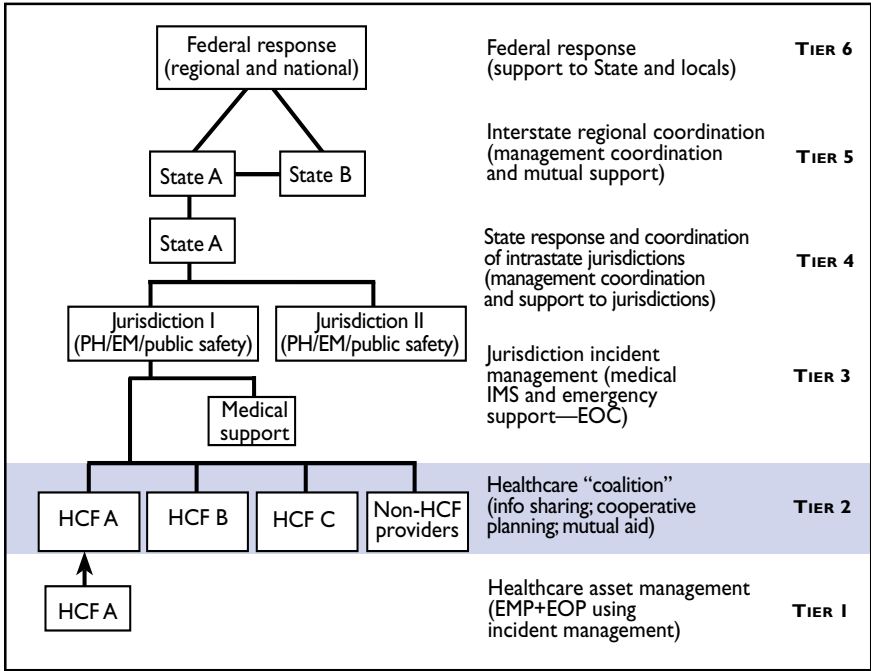 Federal response
(regional and national)
Federal response
(support to State and locals)
TIER 6
State A
State B
Interstate regional coordination
(management coordination
and mutual support)
TIER 5
State A
State response and coordination
of intrastate jurisdictions
(management coordination
and support to jurisdictions)
TIER 4
Jurisdiction I
(PH/EM/public safety)
Jurisdiction II
(PH/EM/public safety)
Medical
support
Jurisdiction incident
management (medical
IMS and emergency
support—EOC)
TIER 3
HCF A
HCF B
HCF C
Non-HCF
providers
Healthcare “coalition”
(info sharing; cooperative
planning; mutual aid)
TIER 2
HCF A
Healthcare asset management
(EMP+EOP using
incident management)
TIER 1